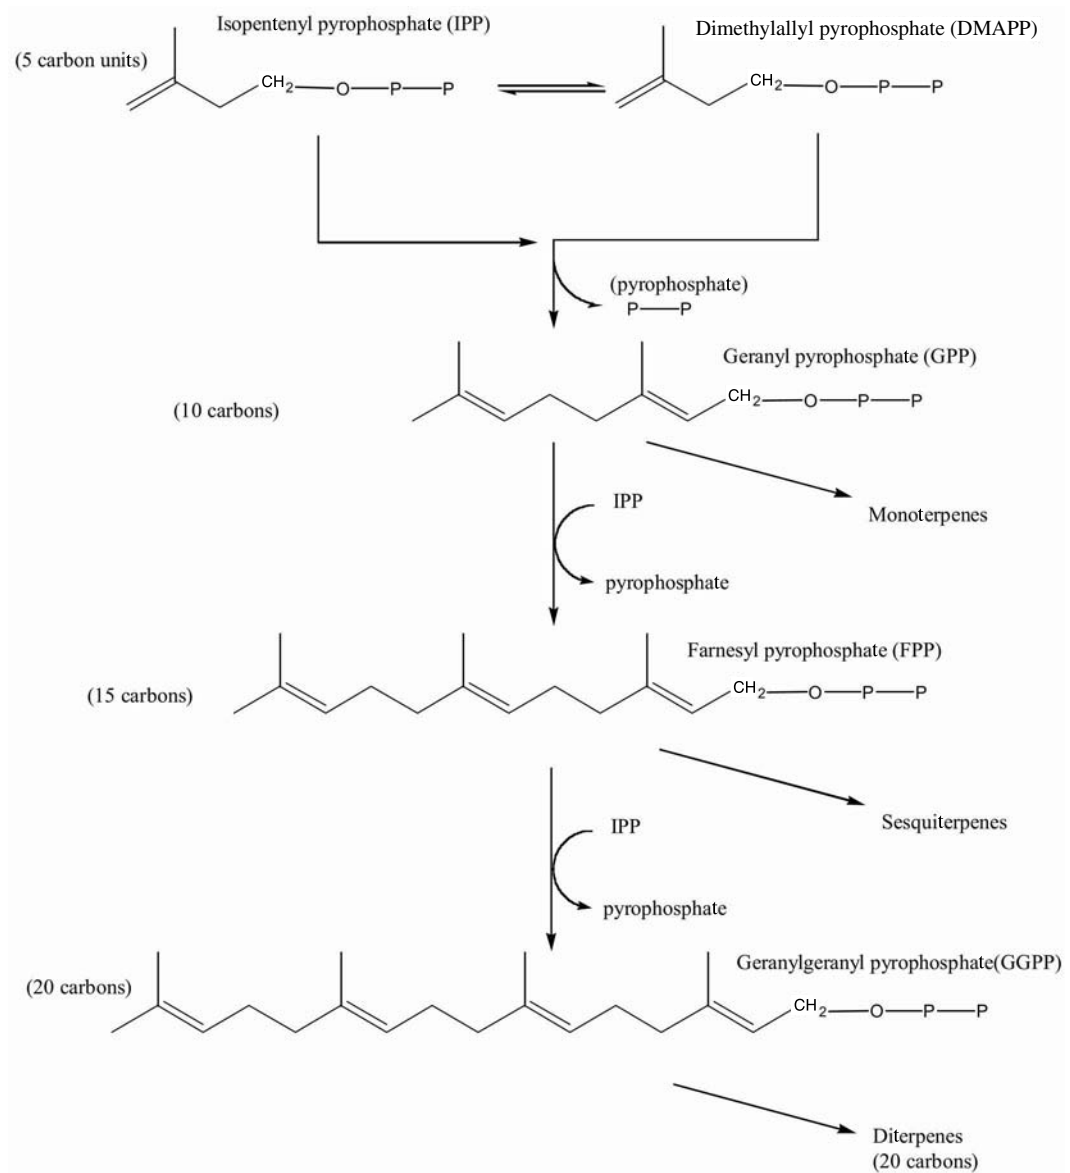 Isopentenyl pyrophosphate (IPP)
Dimethylallyl pyrophosphate (DMAPP)
(5 carbon units)
CH2—O—P—P
CH2—O—P—P
(pyrophosphate)
P—P
Geranyl pyrophosphate (GPP)
CH2—O—P—P
(10 carbons)
IPP
Monoterpenes
pyrophosphate
Farnesyl pyrophosphate (FPP)
CH2—O—P—P
(15 carbons)
Sesquiterpenes
IPP
pyrophosphate
Geranylgeranyl pyrophosphate(GGPP)
(20 carbons)
CH2—O—P—P
Diterpenes
(20 carbons)